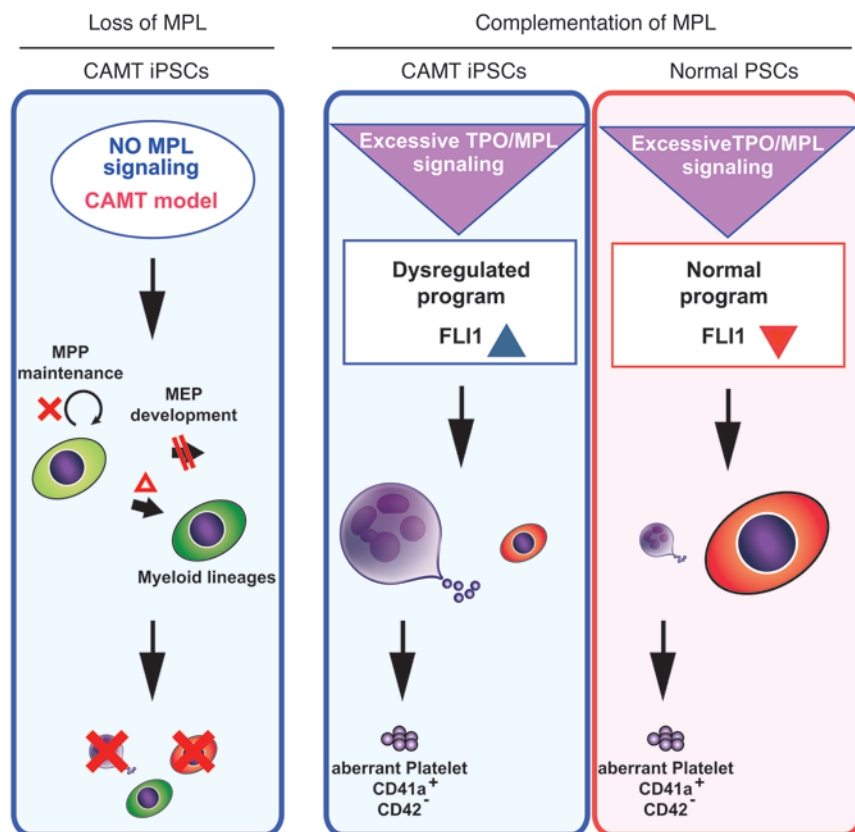 Loss of MPL
CAMT iPSCs
NO MPL
signaling
CAMT model
MPP
maintenance
MEP
development
Myeloid lineages
Complementation of MPL
CAMT iPSCs
Excessive TPO/MPL
signaling
Dysregulated
program
FLI1
aberrant Platelet
CD41a+
CD42-
Normal PSCs
ExcessiveTPO/MPL
signaling
Normal
program
FLI1
aberrant Platelet
CD41a+
CD42-